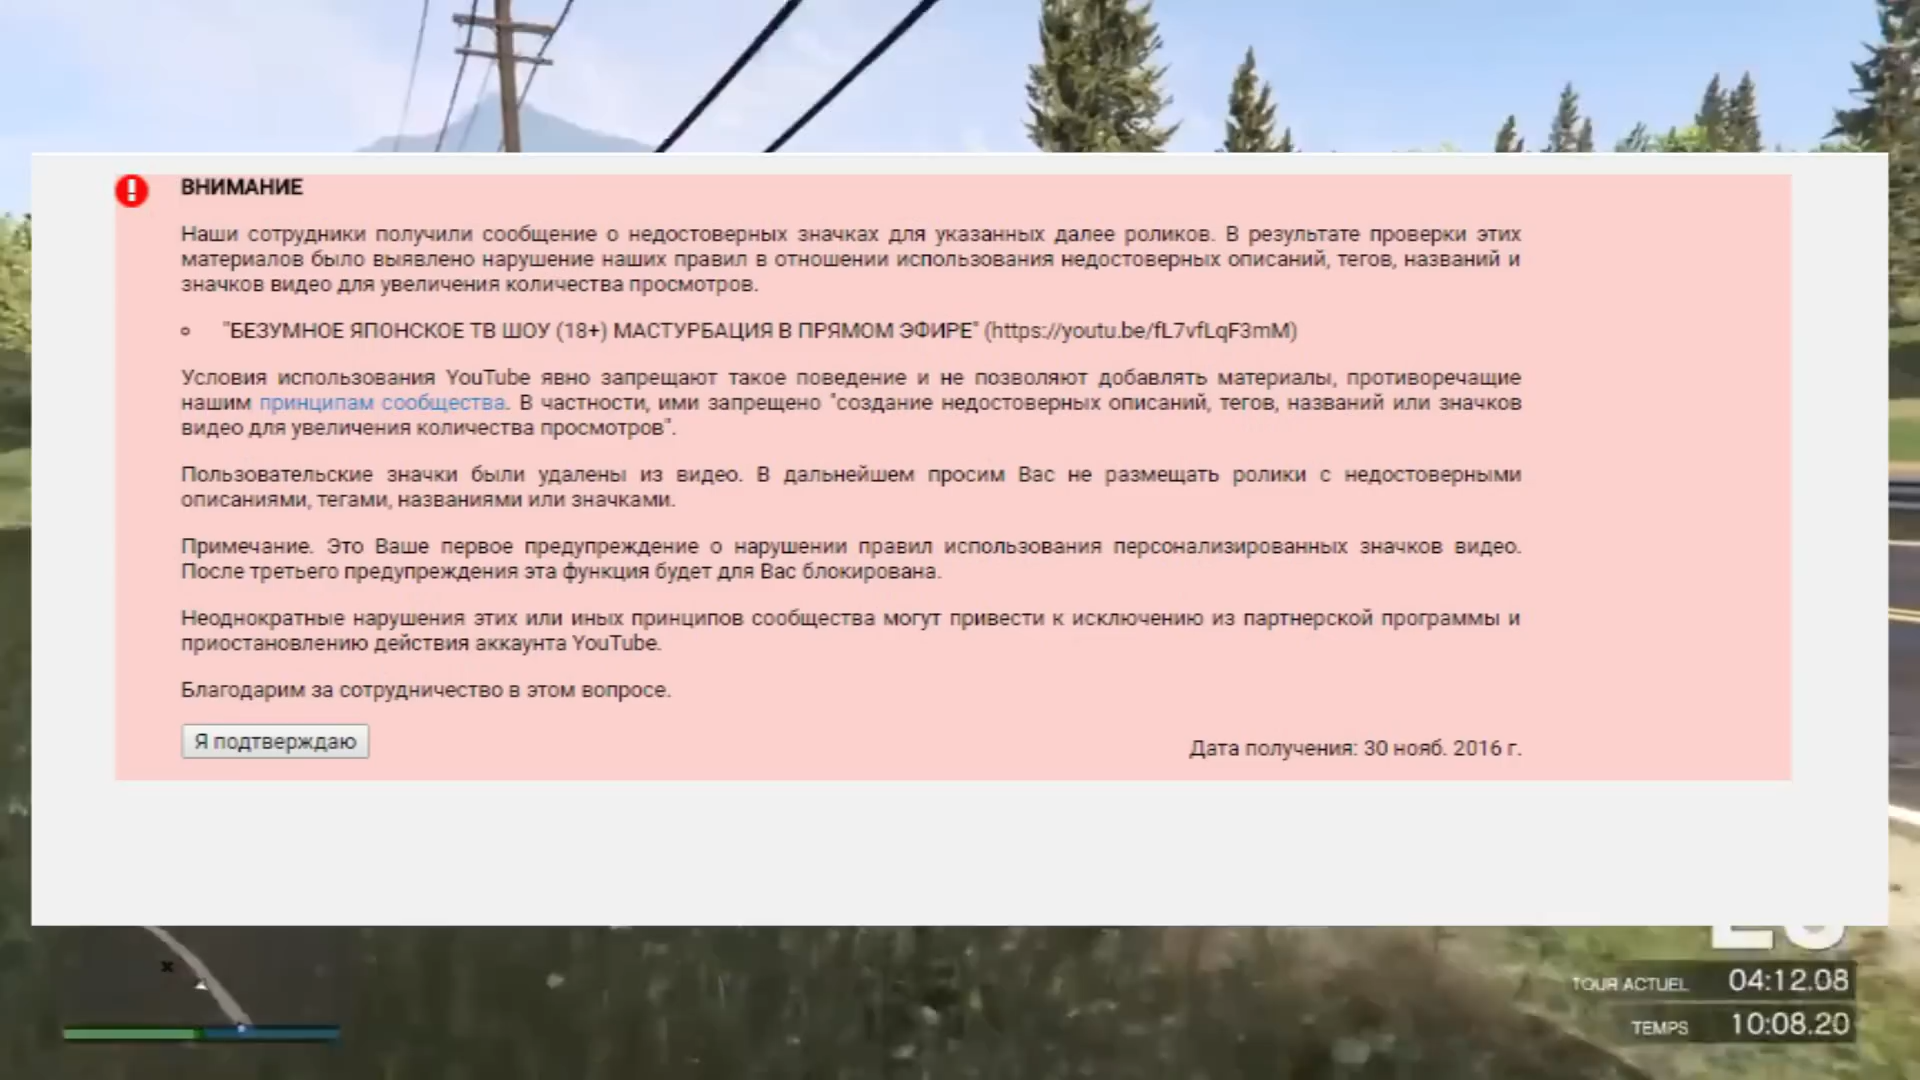 ВНИМАНИЕ
Наши сотрудники получили сообщение о недостоверных значках для указанных далее роликов. В результате проверки этих
материалов было выявлено нарушение наших правил в отношении использования недостоверных описаний, тегов, названий и
значков видео для увеличения количества просмотров.
"БЕЗУМНОЕ ЯПОНСКОЕ ТВ ШОУ (18+) МАСТУРБАЦИЯ В ПРЯМОМ ЭФИРЕ" (https://youtu.be/fL7vfLqF3mM)
Условия использования YouTube явно запрещают такое поведение и не позволяют добавлять материалы, противоречащие
нашим принципам сообщества. В частности, ими запрещено "создание недостоверных описаний, тегов, названий или значков
видео для увеличения количества просмотров".
Пользовательские значки были удалены из видео. В дальнейшем просим Вас не размещать ролики с недостоверными
описаниями, тегами, названиями или значками.
Примечание. Это Ваше первое предупреждение о нарушении правил использования персонализированных значков видео.
После третьего предупреждения эта функция будет для Вас блокирована.
Неоднократные нарушения этих или иных принципов сообщества могут привести к исключению из партнерской программы и
приостановлению действия аккаунта YouTube.
Благодарим за сотрудничество в этом вопросе.
Я подтверждаю
Дата получения: 30 нояб. 2016 г.
TOUR ACTUEL 04:12.08
TEMPS 10:08.20